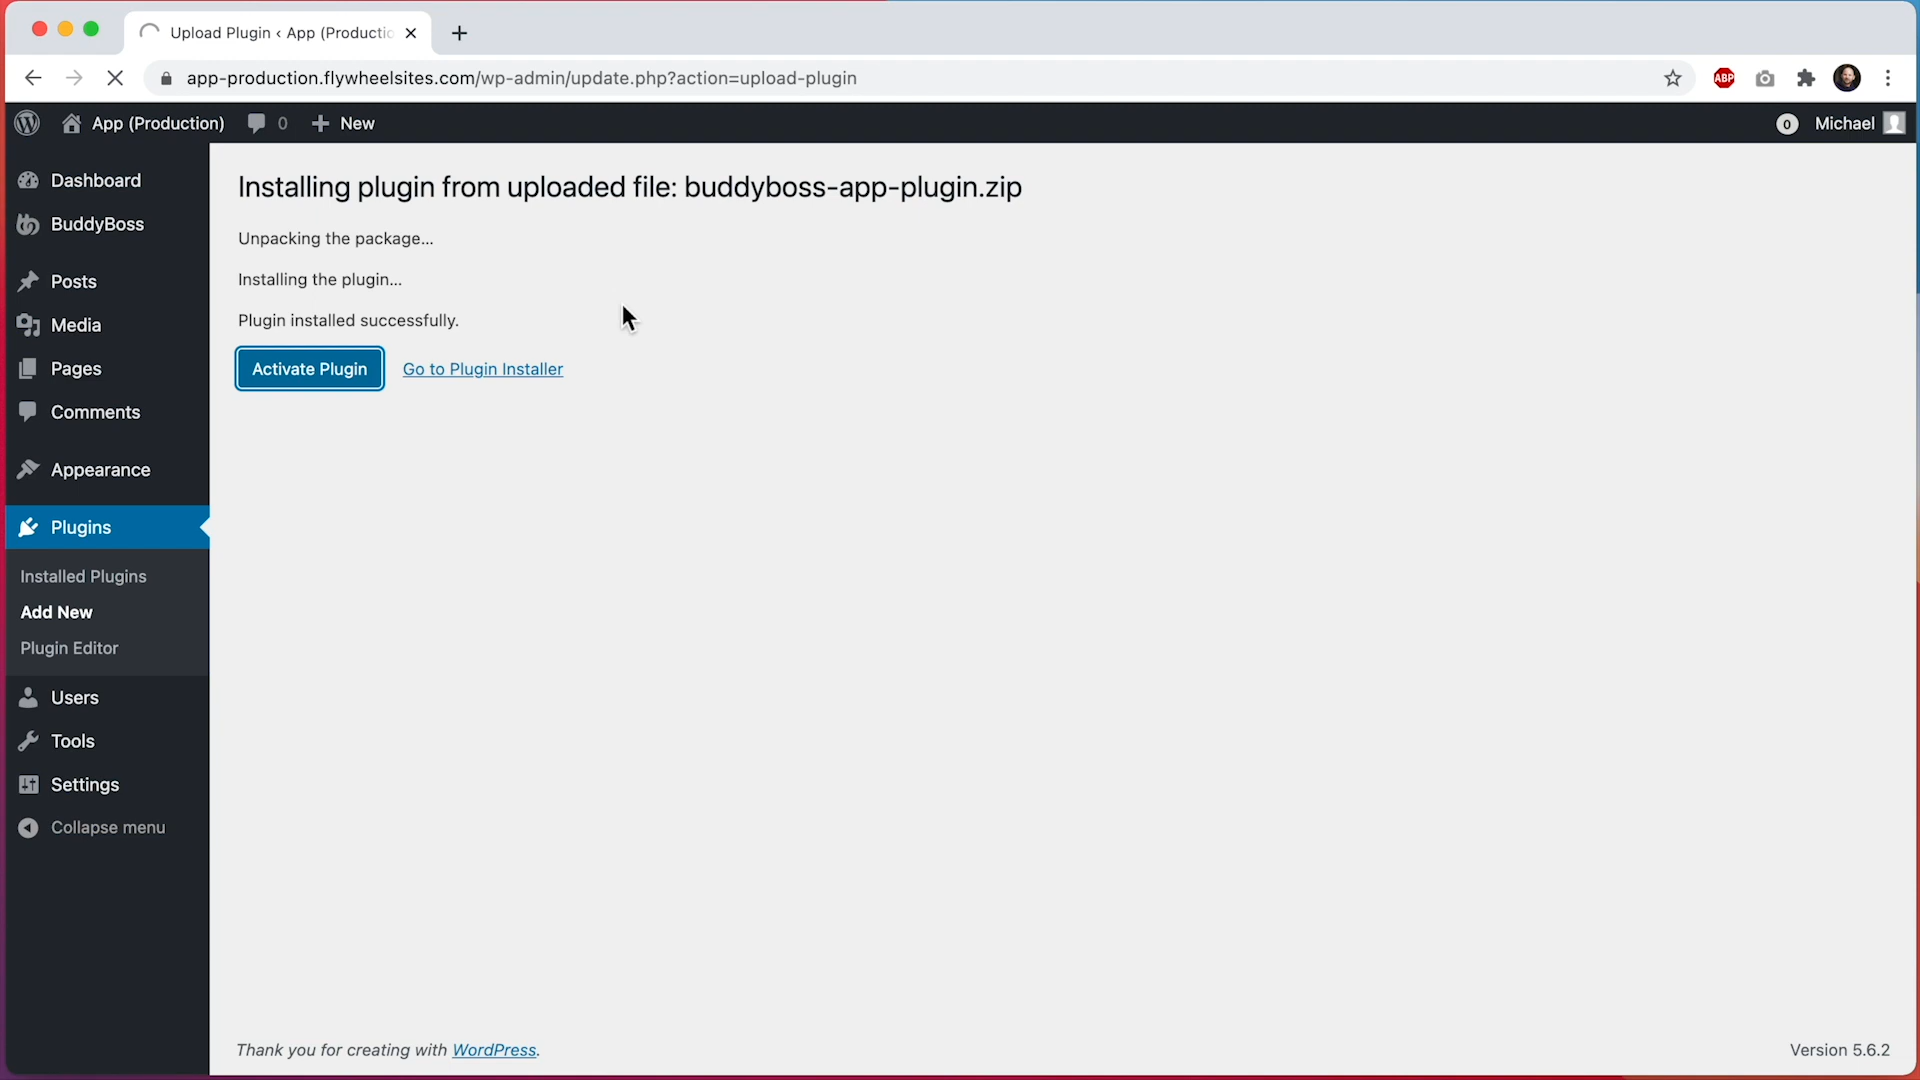 Upload Plugin ‹ App (Productio
app-production.flywheelsites.com/wp-admin/update.php?action=upload-plugin
ABP
App (Production)
0
New
0
Michael
Dashboard
BuddyBoss
Posts
Media
Pages
Comments
Appearance
Plugins
Installed Plugins
Add New
Plugin Editor
Users
Tools
Settings
Collapse menu
Installing plugin from uploaded file: buddyboss-app-plugin.zip
Unpacking the package...
Installing the plugin...
Plugin installed successfully.
Activate Plugin
Go to Plugin Installer
Thank you for creating with WordPress.
Version 5.6.2